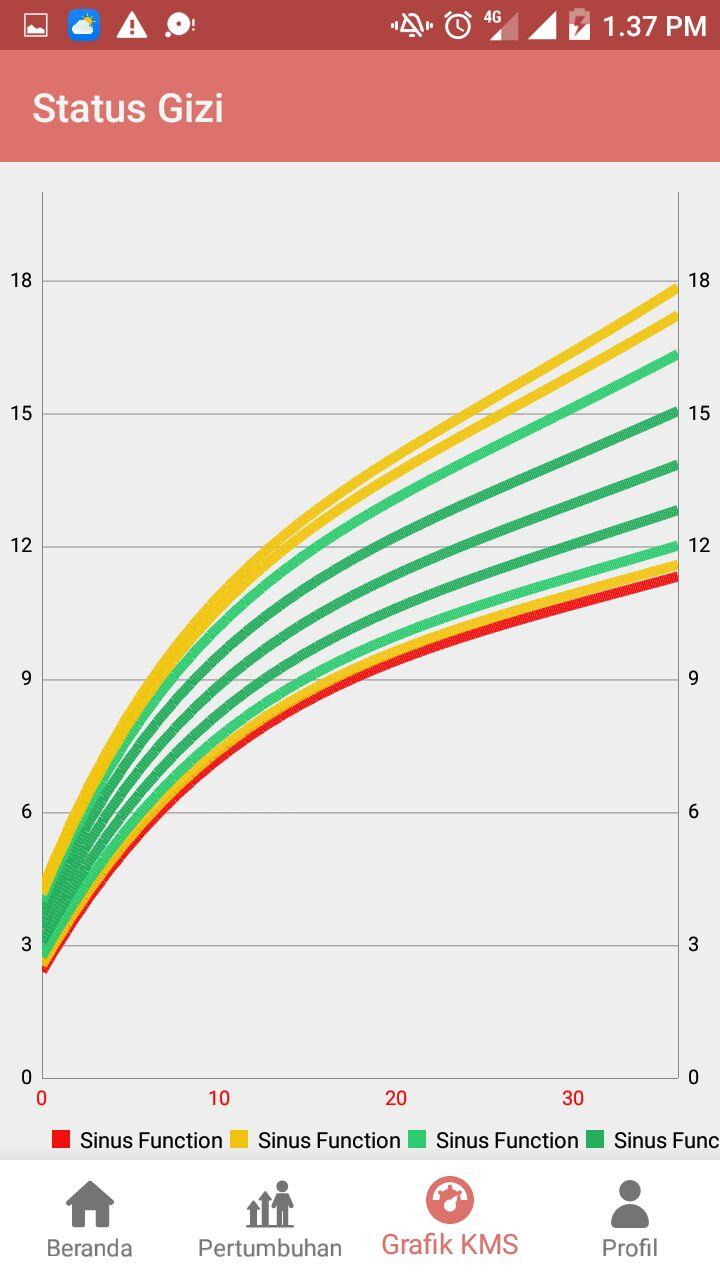 4G 1.37 PM
Status Gizi
18 18
15 15
12 12
9 9
6 6
3 3
0 0
0 10 20 30
Sinus Function Sinus Function Sinus Function Sinus Func
Beranda Pertumbuhan Grafik KMS Profil